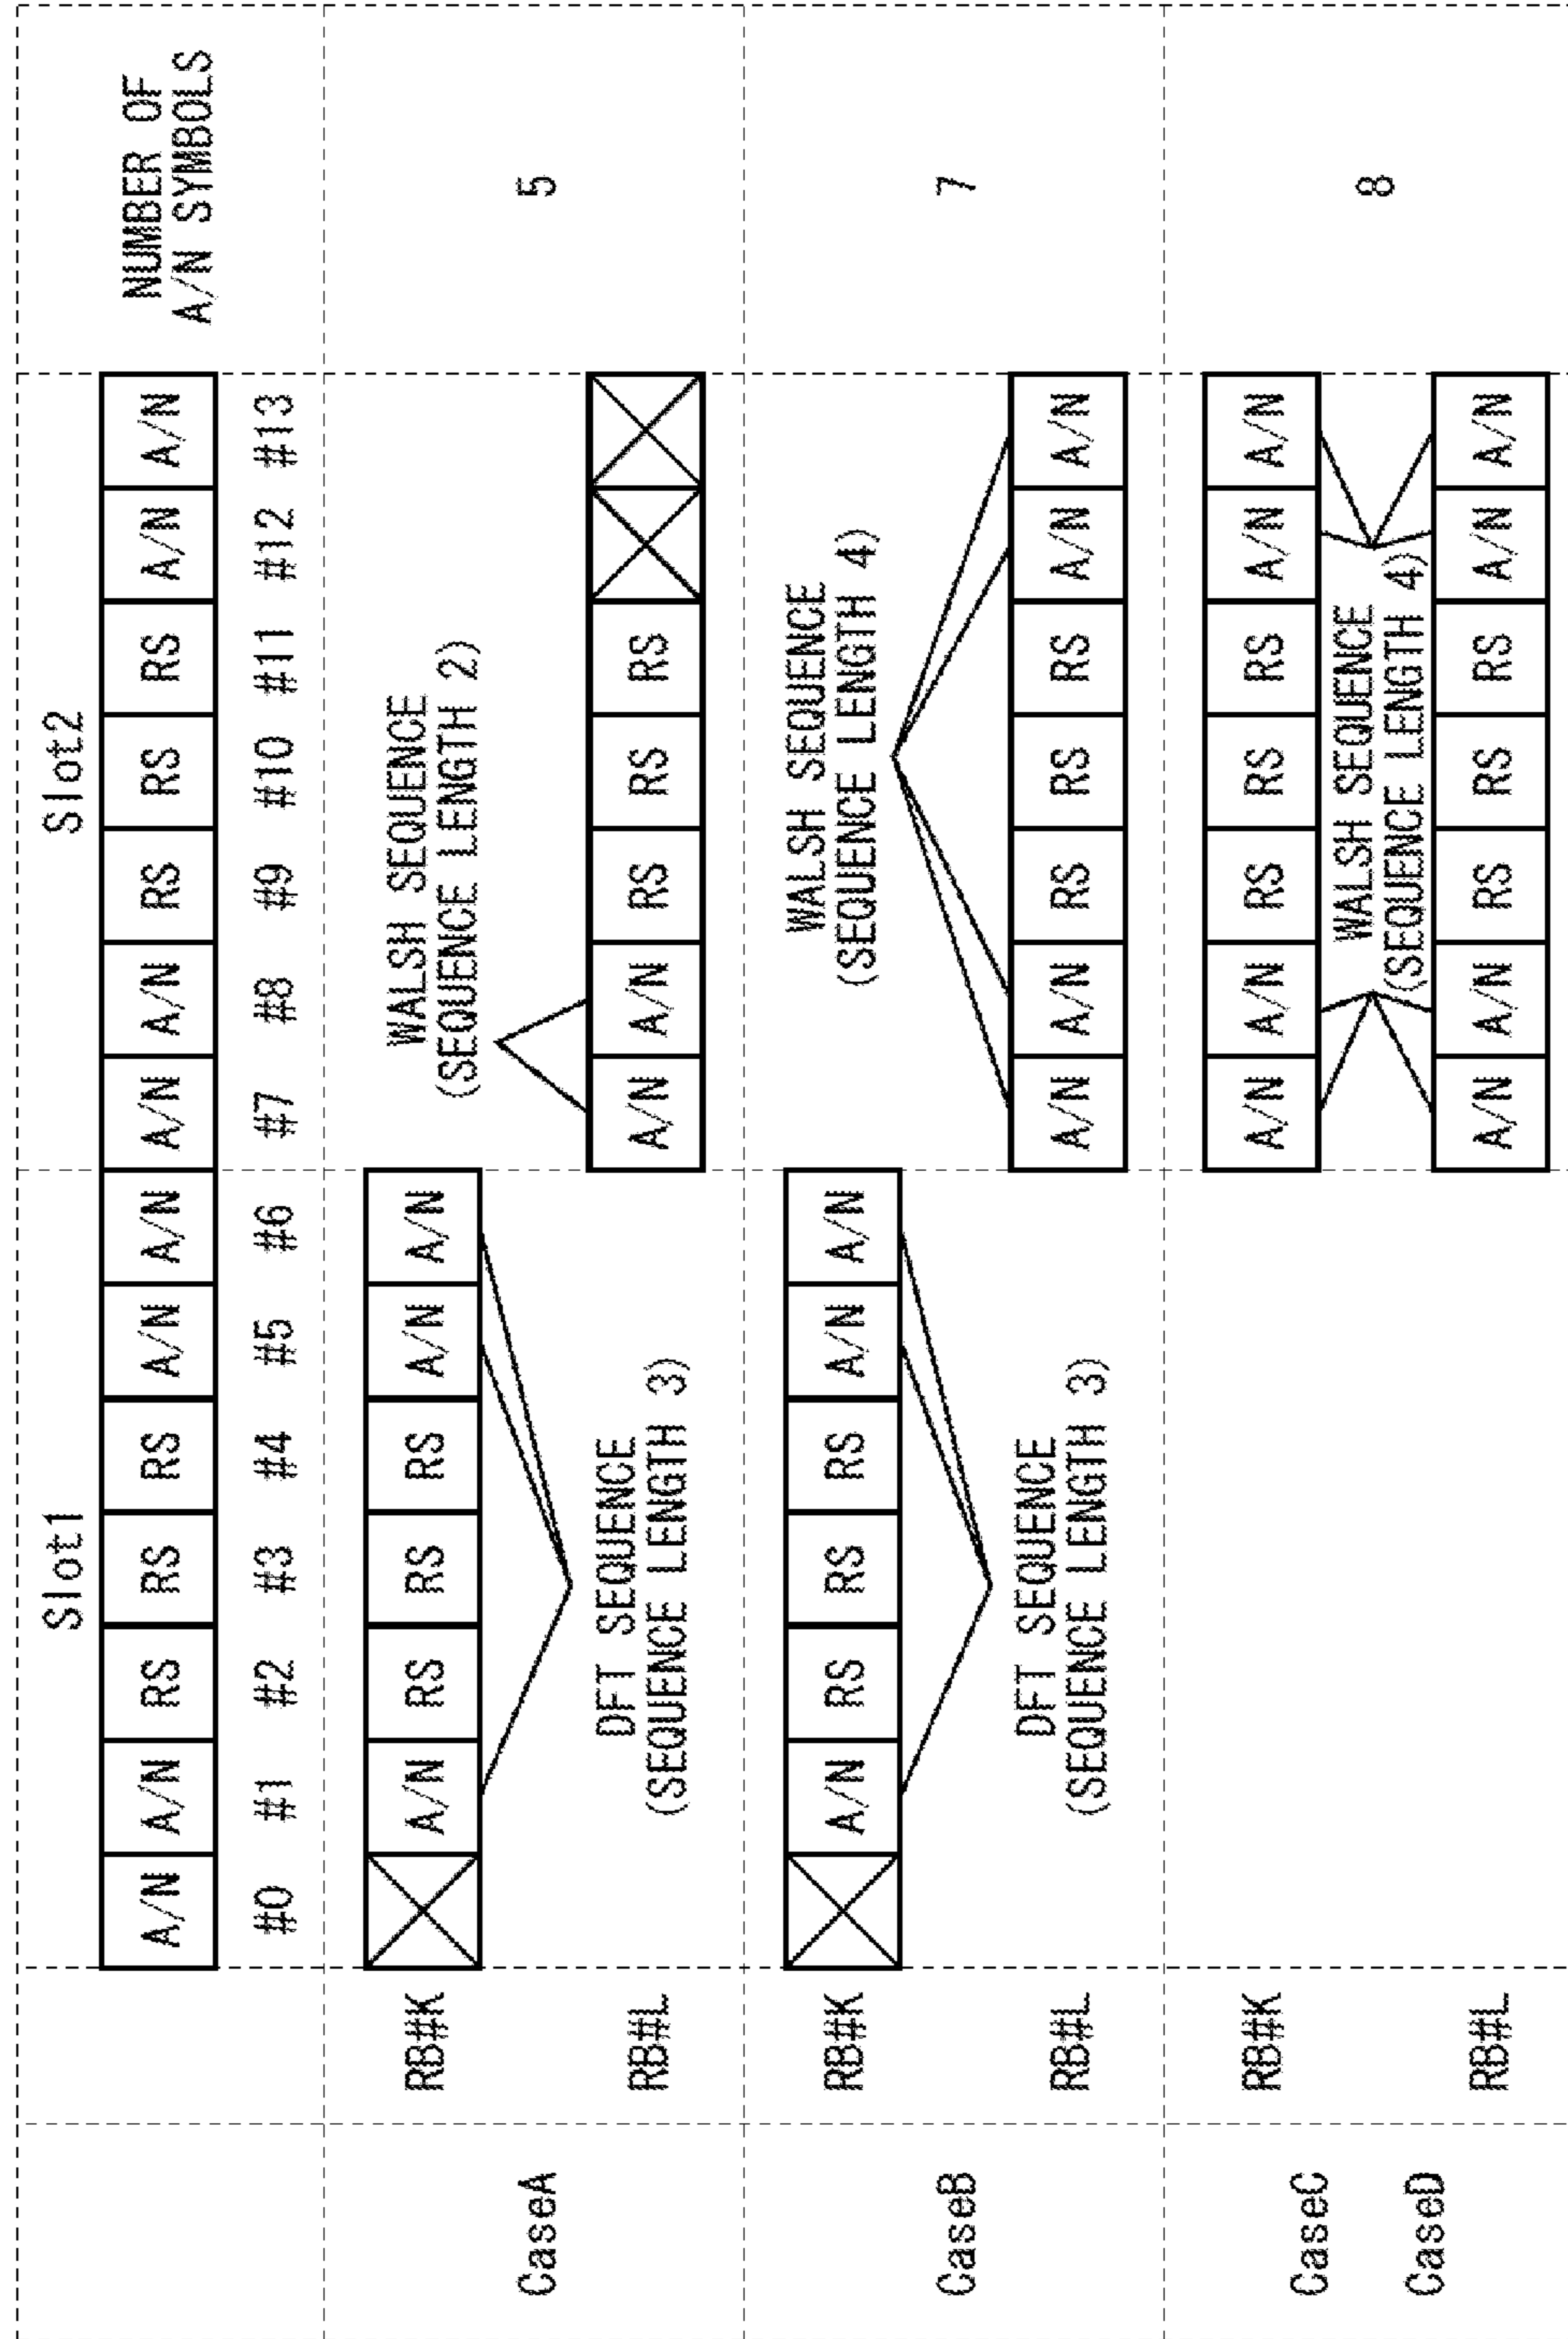 Slot1 Slot2
A/N A/N RS RS RS A/N A/N A/N A/N RS RS RS A/N A/N
NUMBER OF
A/N SYMBOLS
#0 #1 #2 #3 #4 #5 #6 #7 #8 #9 #10 #11 #12 #13
CaseA
RB#K
A/N RS RS RS A/N A/N
DFT SEQUENCE
(SEQUENCE LENGTH 3)
WALSH SEQUENCE
(SEQUENCE LENGTH 2)
RB#L
A/N A/N RS RS RS
5
CaseB
RB#K
A/N RS RS RS A/N A/N
DFT SEQUENCE
(SEQUENCE LENGTH 3)
WALSH SEQUENCE
(SEQUENCE LENGTH 4)
RB#L
A/N A/N RS RS RS A/N A/N
7
CaseC
CaseD
RB#K
A/N A/N RS RS RS A/N A/N
WALSH SEQUENCE
(SEQUENCE LENGTH 4)
RB#L
A/N A/N RS RS RS A/N A/N
8